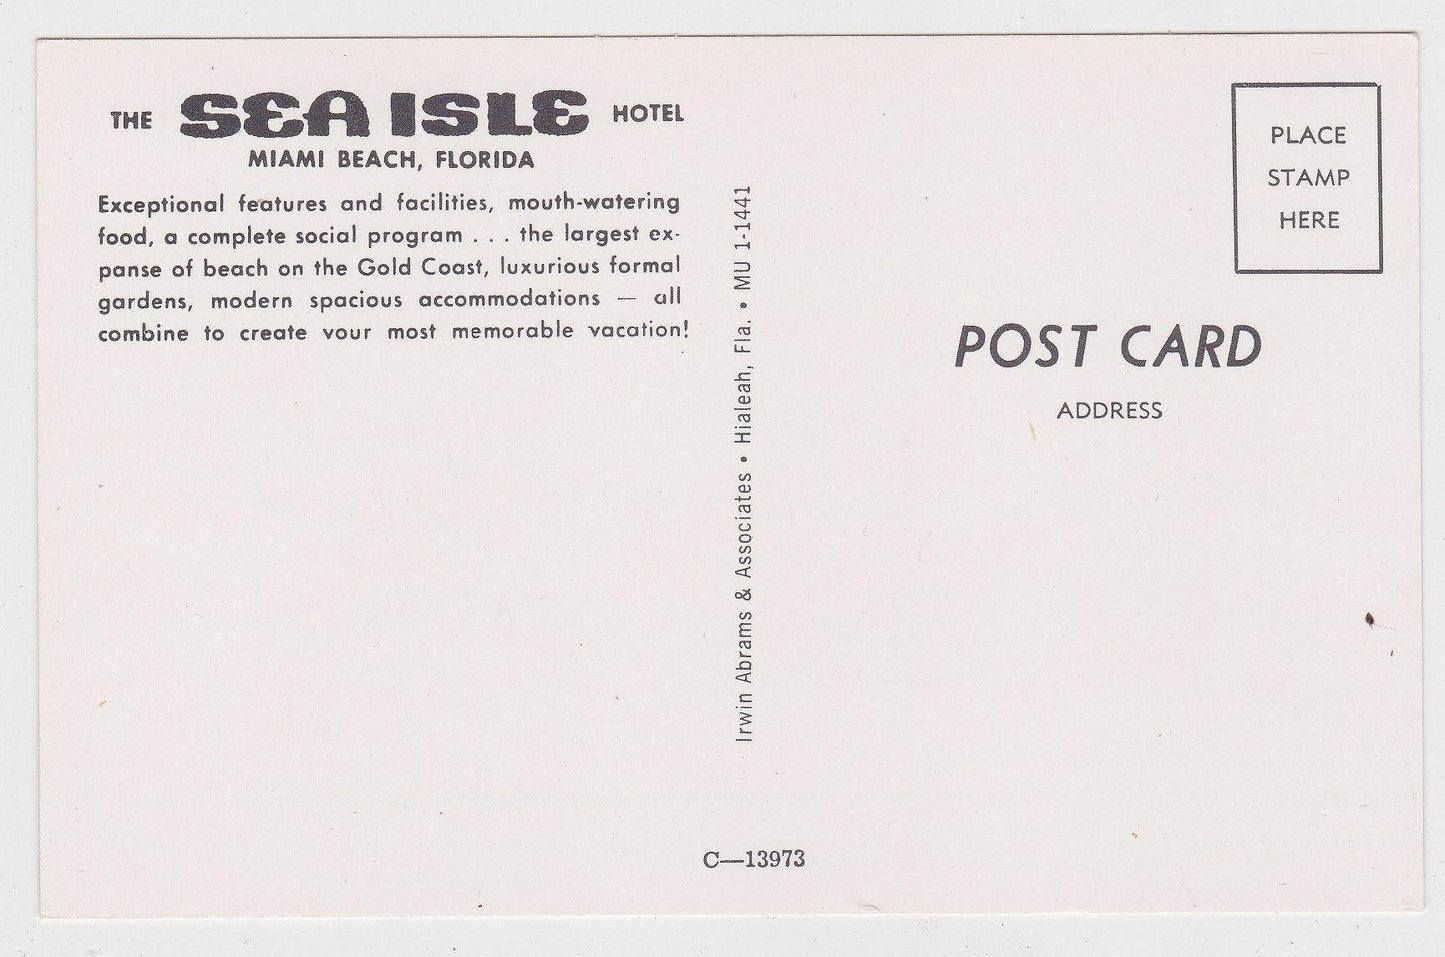 THE SEA ISLE HOTEL
MIAMI BEACH, FLORIDA
Exceptional features and facilities, mouth-watering
food, a complete social program . . . the largest ex-
panse of beach on the Gold Coast, luxurious formal
gardens, modern spacious accommodations — all
combine to create vour most memorable vacation!
Irwin Abrams & Associates • Hialeah, Fla. • MU 1-1441
PLACE
STAMP
HERE
POST CARD
ADDRESS
C—13973